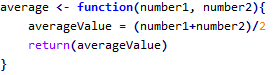 average <- function(number1, number2){
    averageValue = (number1+number2)/2
    return(averageValue)
}